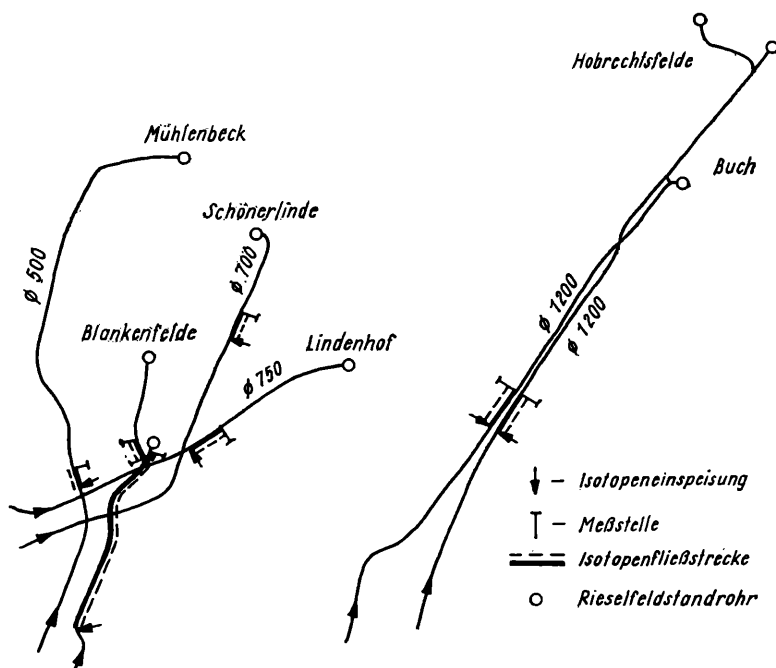 Hobrechtsfelde
Mühlenbeck
Buch
Schönerlinde
ø 500
ø 700
Blankenfelde
Lindenhof
ø 750
ø 1200
ø 1200
- Isotopeneinspeisung
- Meßstelle
- Isotopenfließstrecke
- Rieselfeldstandrohr